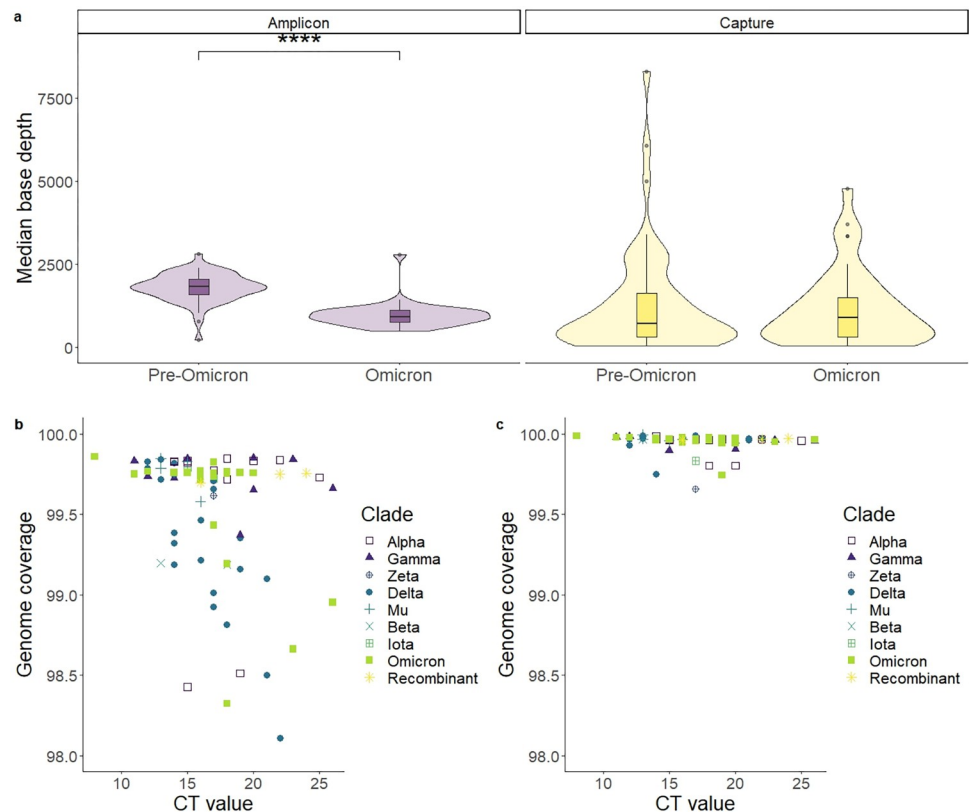 a
Amplicon
Capture
****
Median base depth
7500
5000
2500
0
Pre-Omicron
Omicron
Pre-Omicron
Omicron
b
Genome coverage
100.0
99.5
99.0
98.5
98.0
10
15
20
25
CT value
Clade
Alpha
Gamma
Zeta
Delta
Mu
Beta
Iota
Omicron
Recombinant
c
Genome coverage
100.0
99.5
99.0
98.5
98.0
10
15
20
25
CT value
Clade
Alpha
Gamma
Zeta
Delta
Mu
Beta
Iota
Omicron
Recombinant